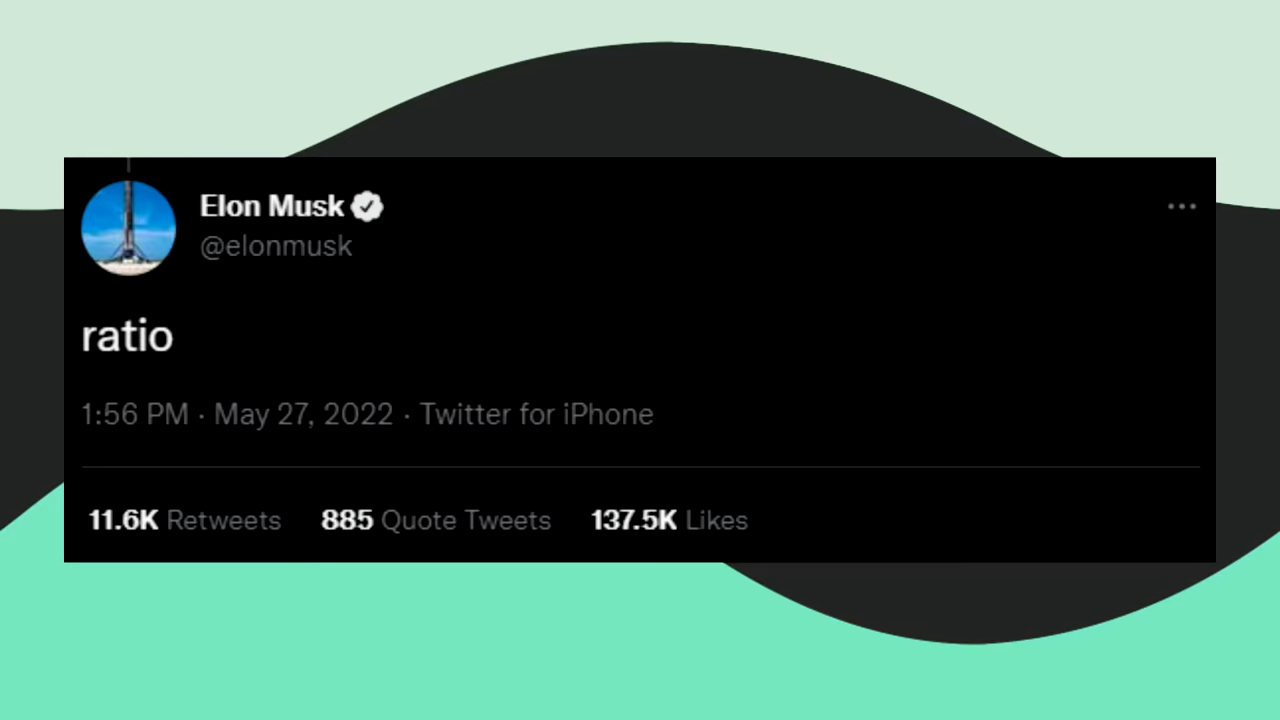 Elon Musk
@elonmusk
ratio
1:56 PM · May 27, 2022 · Twitter for iPhone
11.6K Retweets 885 Quote Tweets 137.5K Likes